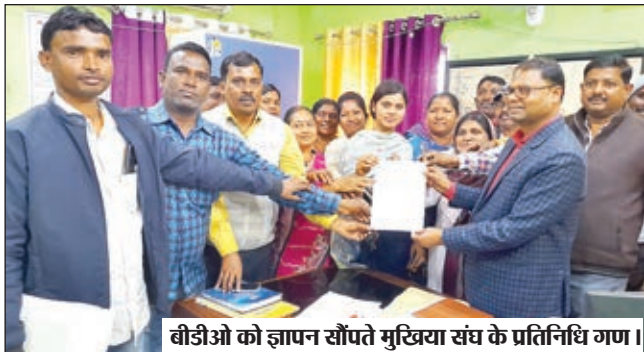 बीडीओ को ज्ञापन सौंपते मुखिया संघ के प्रतिनिधि गण।